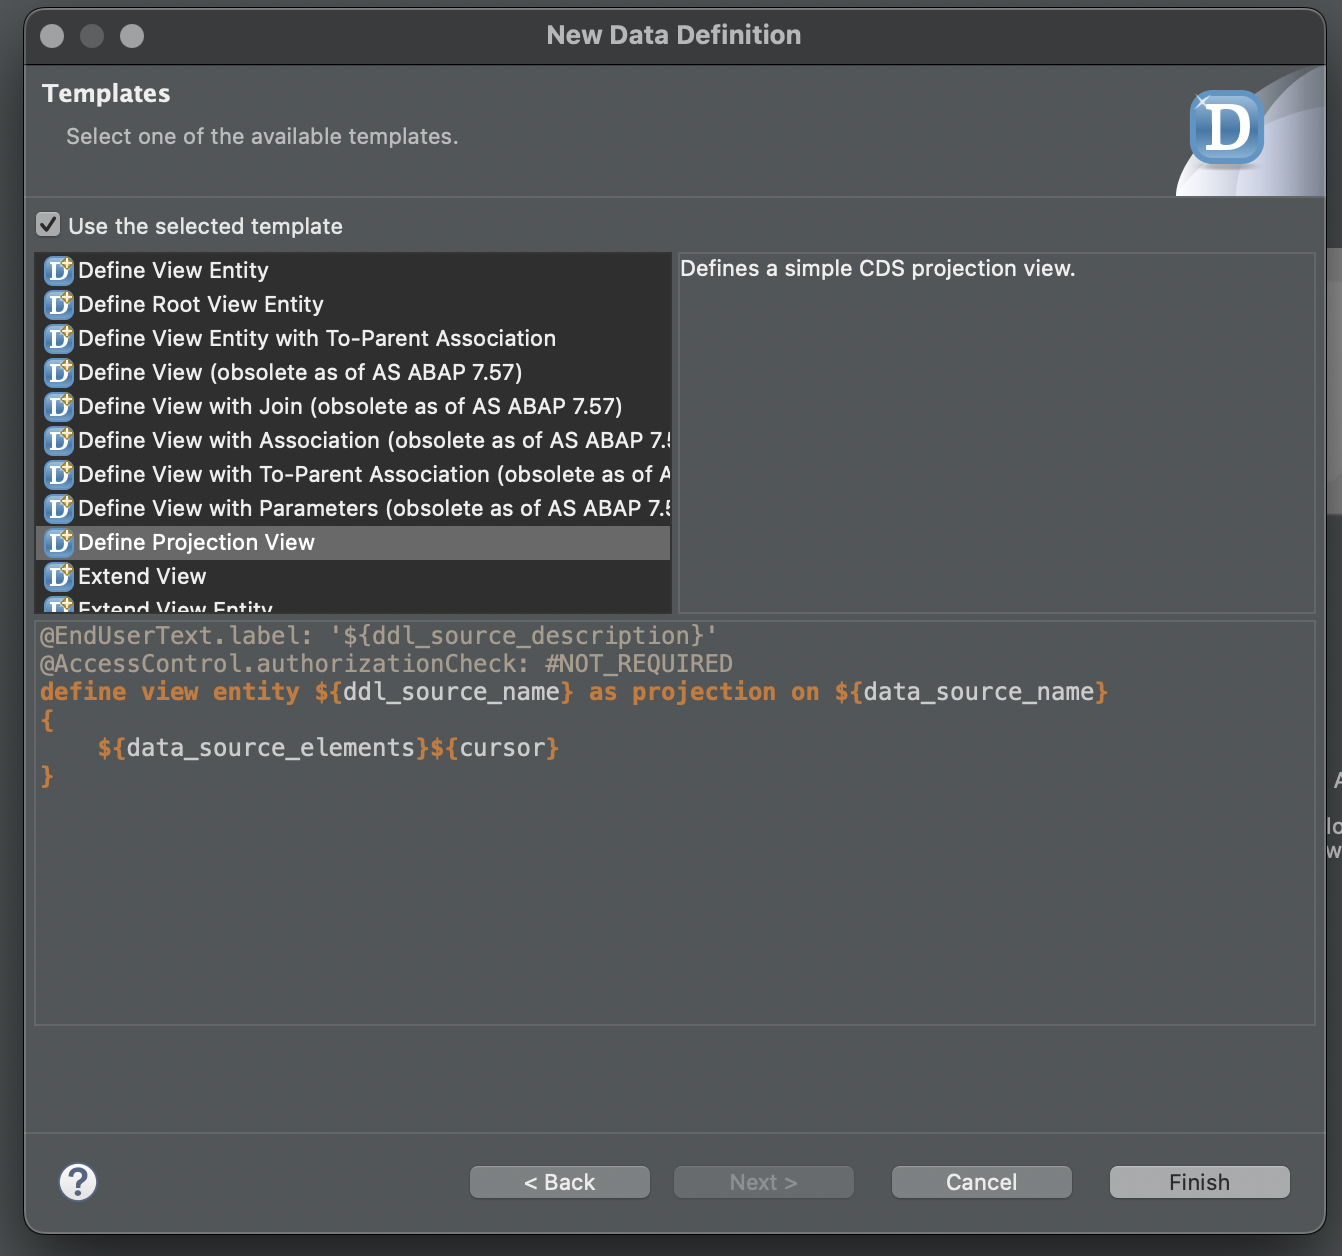 New Data Definition
Templates
Select one of the available templates.
D
Use the selected template
Define View Entity
Define Root View Entity
Define View Entity with To-Parent Association
Define View (obsolete as of AS ABAP 7.57)
Define View with Join (obsolete as of AS ABAP 7.57)
Define View with Association (obsolete as of AS ABAP 7.5
Define View with To-Parent Association (obsolete as of A
Define View with Parameters (obsolete as of AS ABAP 7.5
Define Projection View
Extend View
Extend View Entity
Defines a simple CDS projection view.
@EndUserText.label: '${ddl_source_description}'
@AccessControl.authorizationCheck: #NOT_REQUIRED
define view entity ${ddl_source_name} as projection on ${data_source_name}
{
${data_source_elements}${cursor}
}
?
< Back
Next >
Cancel
Finish